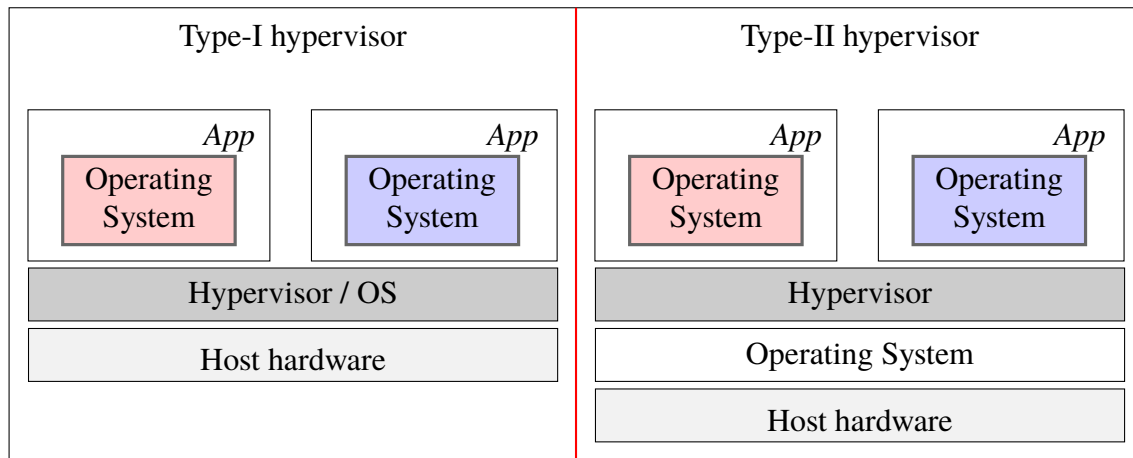 Type-I hypervisor
App
Operating
System
App
Operating
System
Hypervisor / OS
Host hardware
Type-II hypervisor
App
Operating
System
App
Operating
System
Hypervisor
Operating System
Host hardware